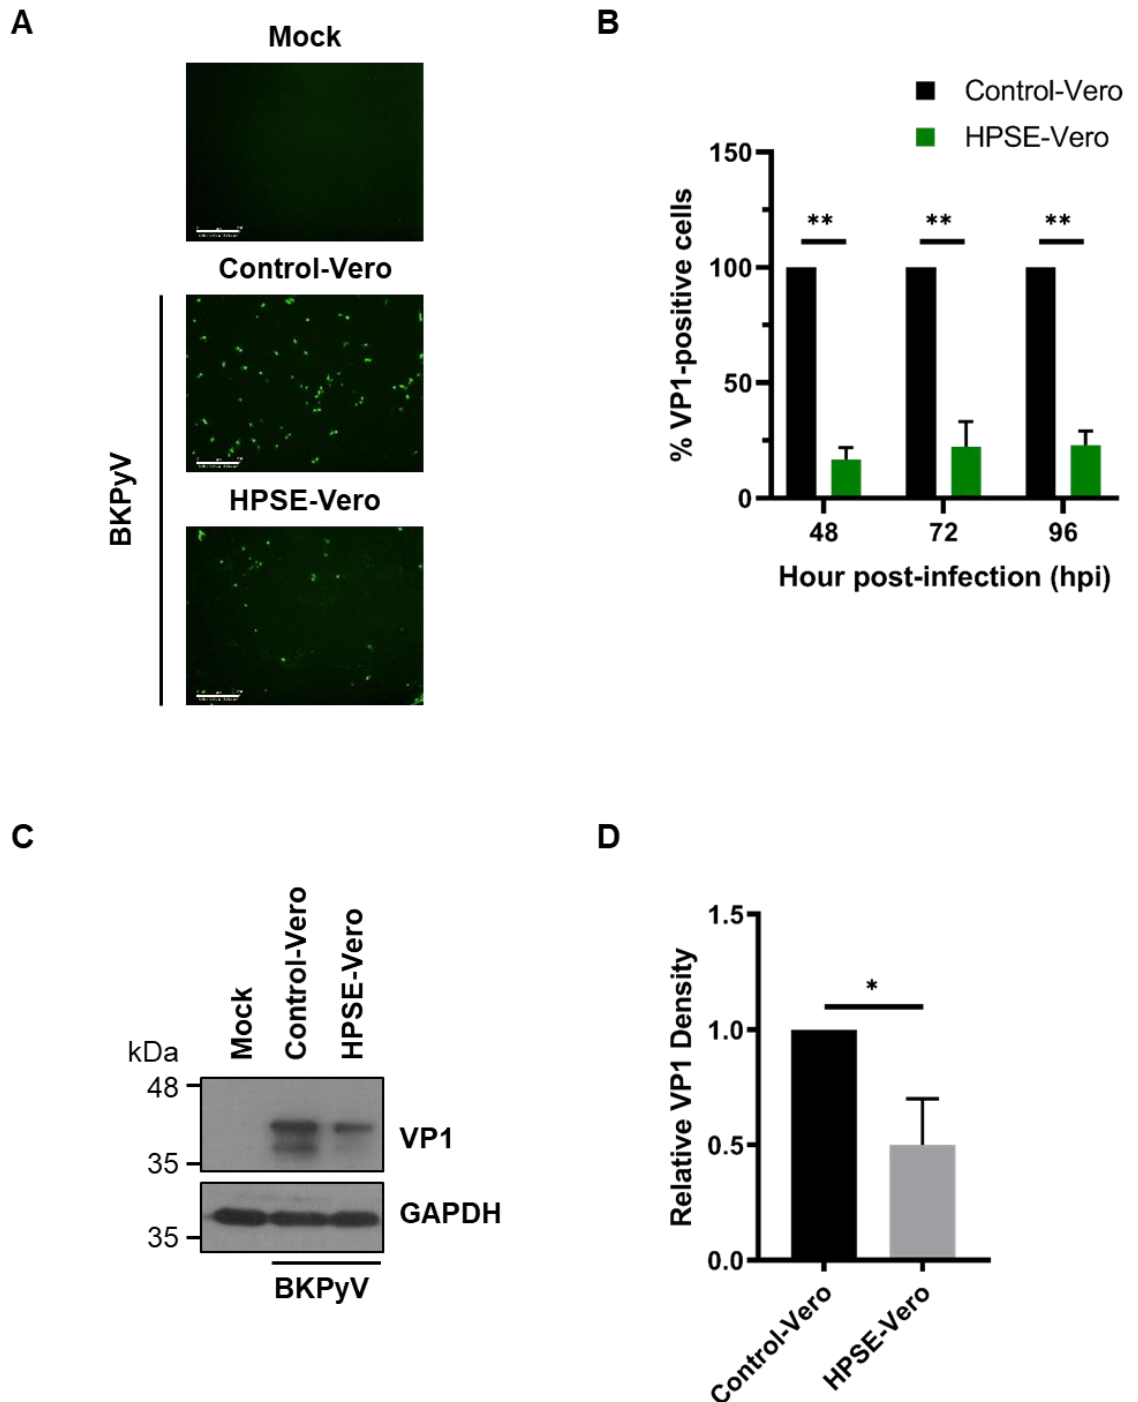 A
Mock
Control-Vero
HPSE-Vero
BKPyV
B
Control-Vero
HPSE-Vero
150
100
50
0
% VP1-positive cells
**
**
**
48
72
96
Hour post-infection (hpi)
C
Mock
Control-Vero
HPSE-Vero
kDa
48
35
VP1
35
GAPDH
BKPyV
D
1.5
1.0
0.5
0.0
Relative VP1 Density
*
Control-Vero
HPSE-Vero